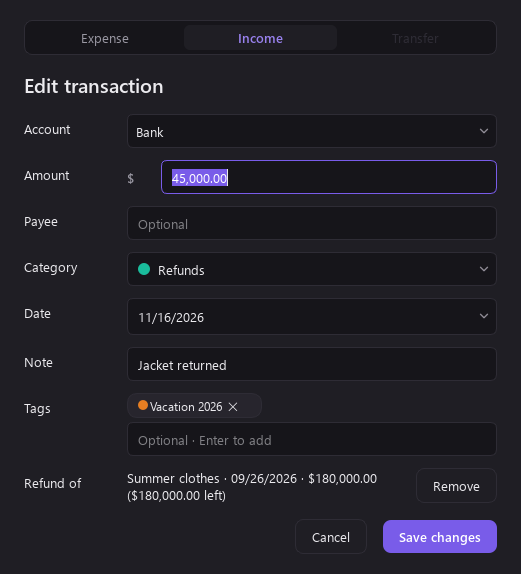 Expense Income Transfer
Edit transaction
Account Bank
Amount $ 45,000.00
Payee Optional
Category Refunds
Date 11/16/2026
Note Jacket returned
Tags Vacation 2026 ×
Optional · Enter to add
Refund of Summer clothes · 09/26/2026 · $180,000.00
($180,000.00 left) Remove
Cancel Save changes